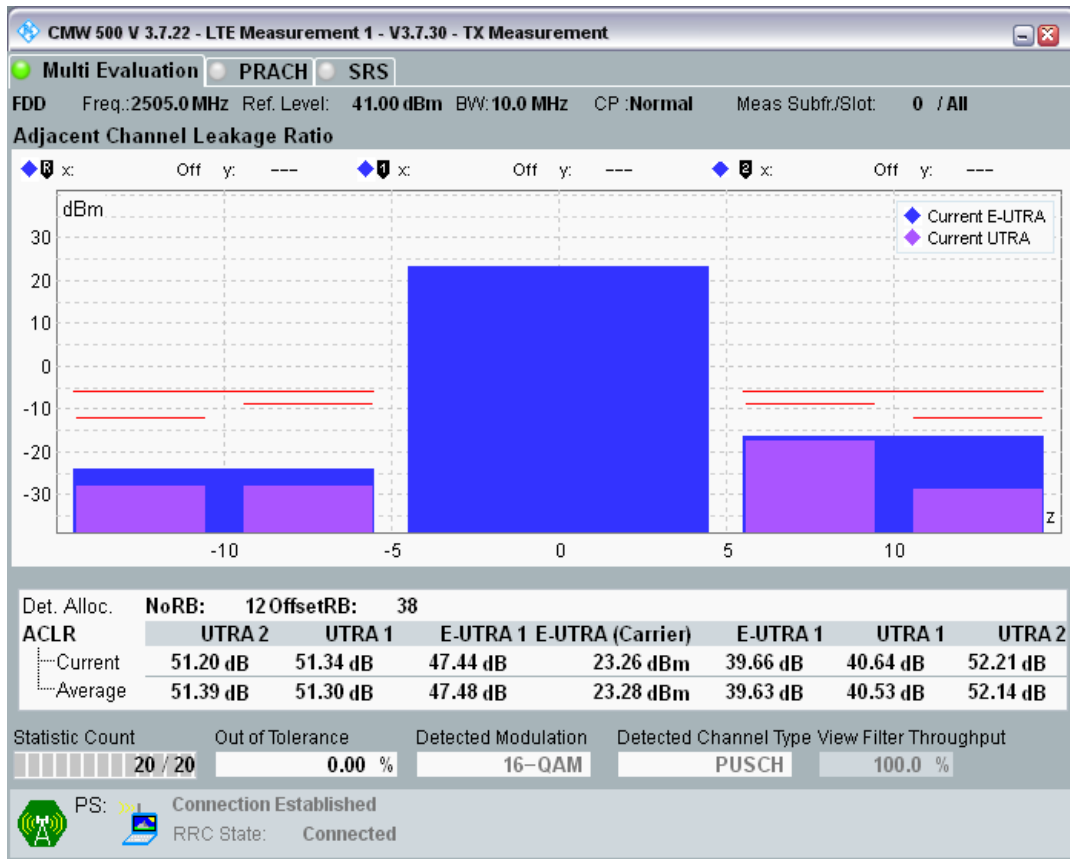 CMW 500 V 3.7.22 - LTE Measurement 1 - V3.7.30 - TX Measurement
Multi Evaluation PRACH SRS
FDD Freq.:2505.0 MHz Ref. Level: 41.00 dBm BW:10.0 MHz CP :Normal Meas Subfr./Slot: 0 / All
Adjacent Channel Leakage Ratio
R x: Off y: --- 1 x: Off y: --- 2 x: Off y: ---
dBm
Current E-UTRA
Current UTRA
30
20
10
0
-10
-20
-30
z
-10 -5 0 5 10
Det. Alloc. NoRB: 12 OffsetRB: 38
ACLR UTRA 2 UTRA 1 E-UTRA 1 E-UTRA (Carrier) E-UTRA 1 UTRA 1 UTRA 2
Current 51.20 dB 51.34 dB 47.44 dB 23.26 dBm 39.66 dB 40.64 dB 52.21 dB
Average 51.39 dB 51.30 dB 47.48 dB 23.28 dBm 39.63 dB 40.53 dB 52.14 dB
Statistic Count Out of Tolerance Detected Modulation Detected Channel Type View Filter Throughput
20 / 20 0.00 % 16-QAM PUSCH 100.0 %
PS: Connection Established
RRC State: Connected